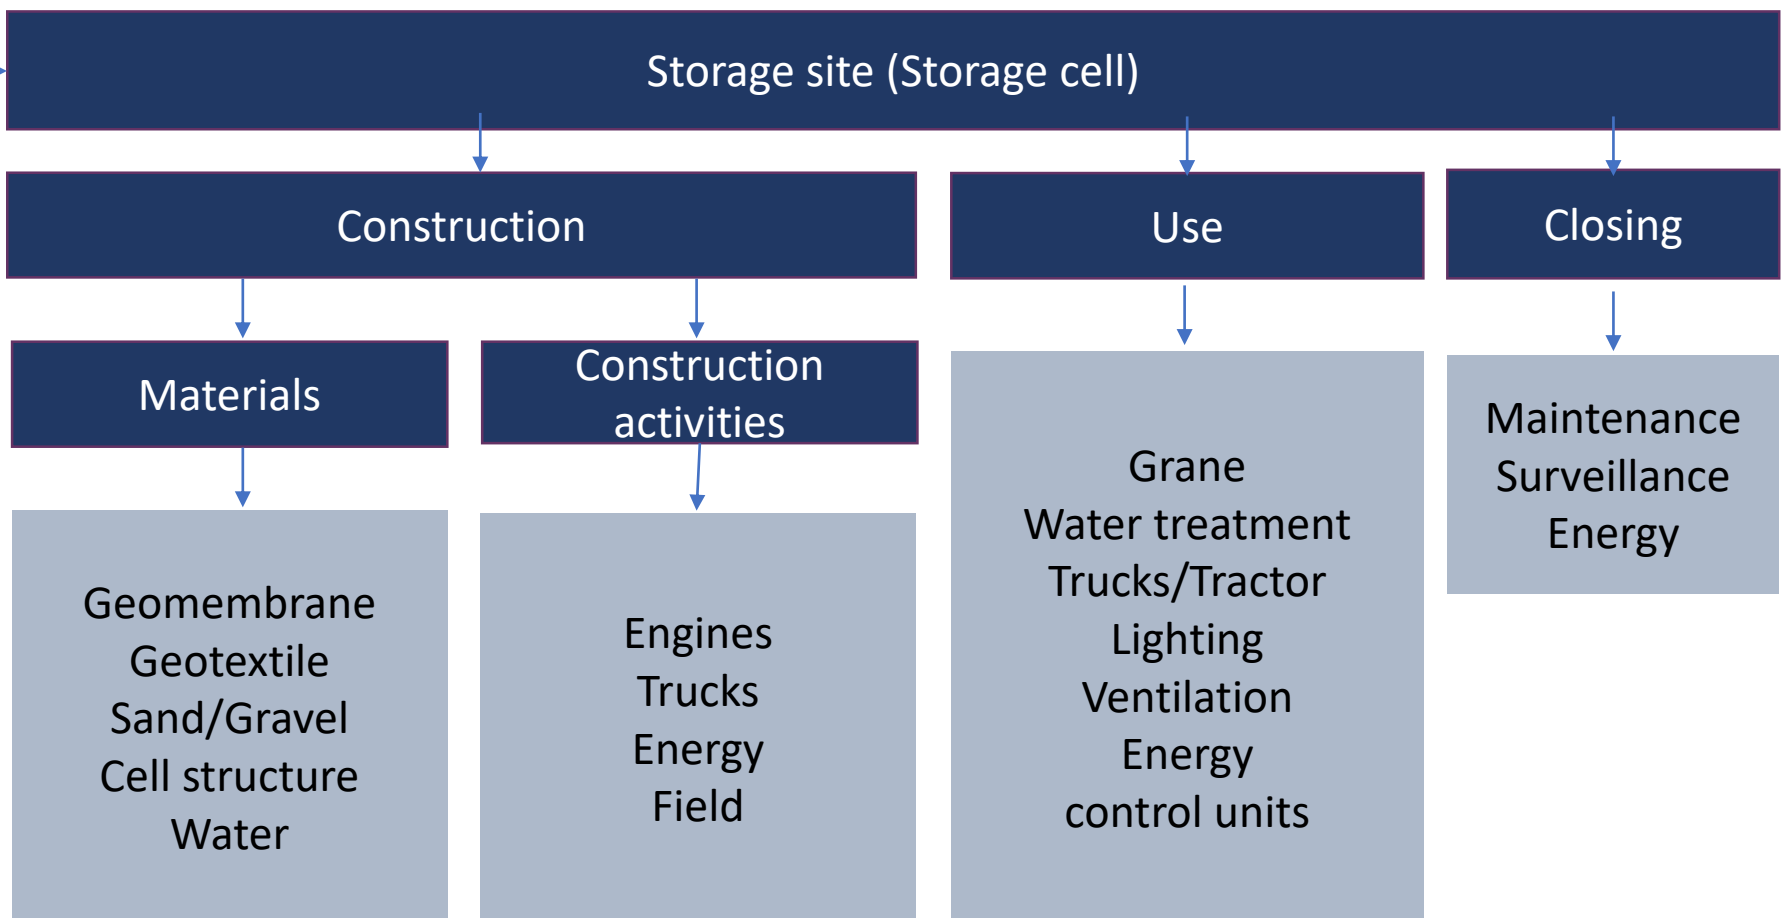 Storage site (Storage cell)
Construction
Use
Closing
Materials
Construction
activities
Geomembrane
Geotextile
Sand/Gravel
Cell structure
Water
Engines
Trucks
Energy
Field
Grane
Water treatment
Trucks/Tractor
Lighting
Ventilation
Energy
control units
Maintenance
Surveillance
Energy